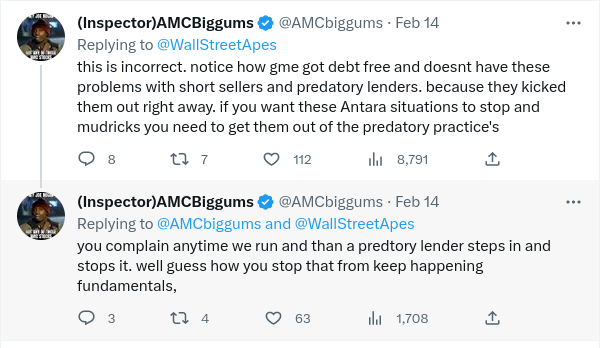 (Inspector)AMCBiggums @AMCbiggums · Feb 14
Replying to @WallStreetApes
this is incorrect. notice how gme got debt free and doesnt have these
problems with short sellers and predatory lenders. because they kicked
them out right away. if you want these Antara situations to stop and
mudricks you need to get them out of the predatory practice's
8 7 112 8,791
(Inspector)AMCBiggums @AMCbiggums · Feb 14
Replying to @AMCbiggums and @WallStreetApes
you complain anytime we run and than a predtory lender steps in and
stops it. well guess how you stop that from keep happening
fundamentals,
3 4 63 1,708